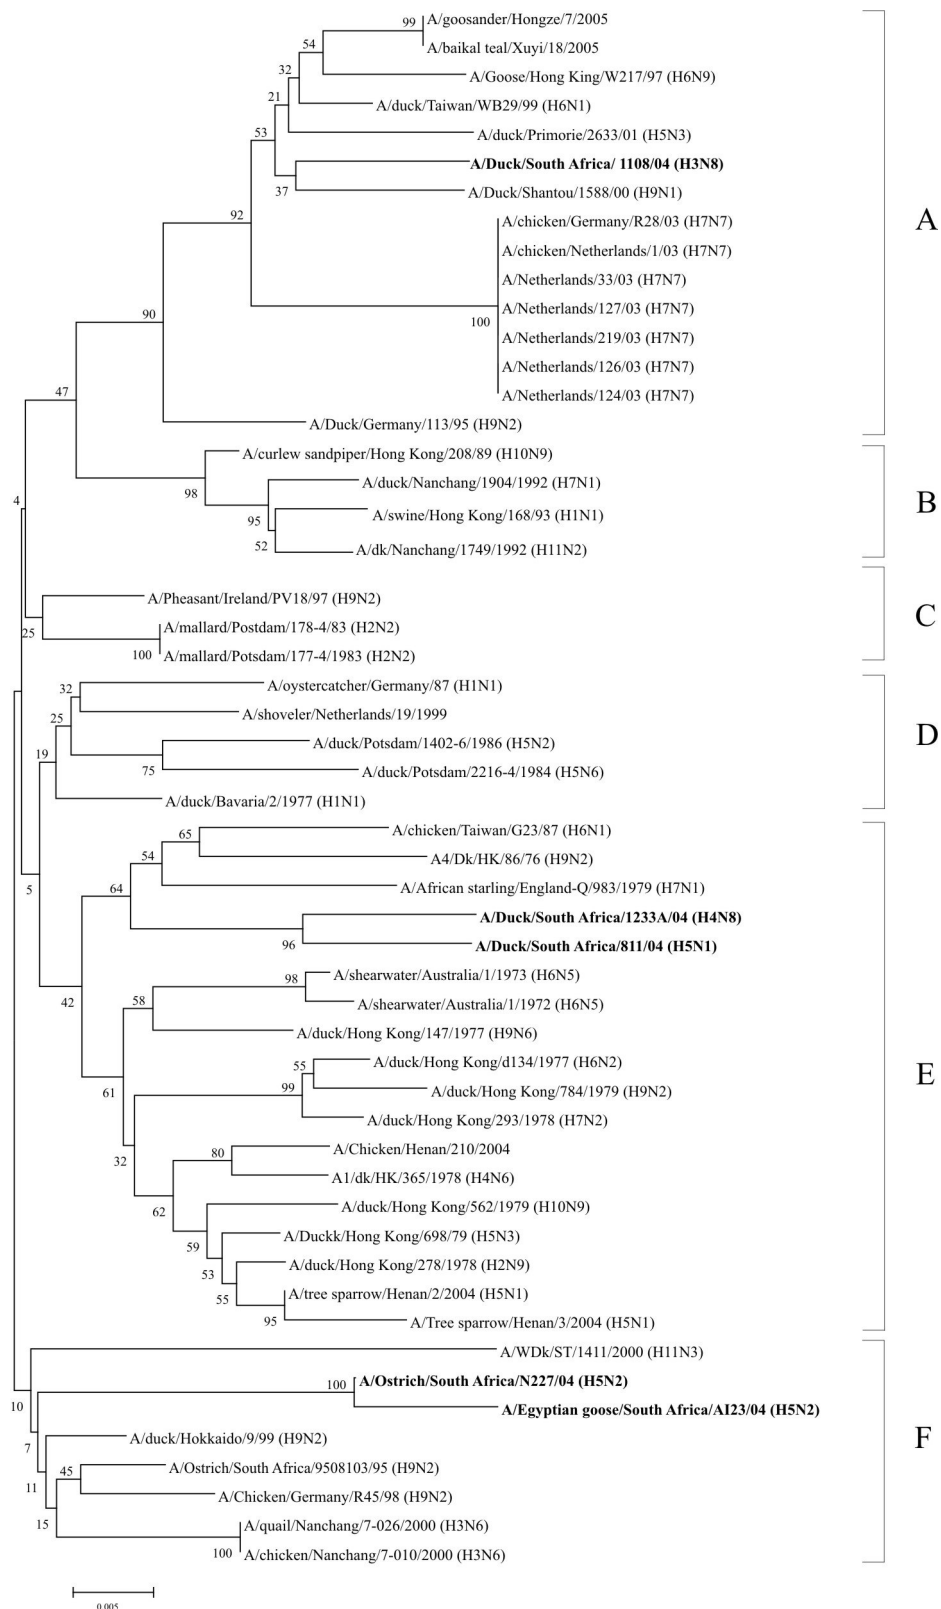 99
A/goosander/Hongze/7/2005
A/baikal teal/Xuyi/18/2005
54
A/Goose/Hong King/W217/97 (H6N9)
32
A/duck/Taiwan/WB29/99 (H6N1)
21
A/duck/Primorie/2633/01 (H5N3)
53
A/Duck/South Africa/ 1108/04 (H3N8)
37
A/Duck/Shantou/1588/00 (H9N1)
92
A
A/chicken/Germany/R28/03 (H7N7)
A/chicken/Netherlands/1/03 (H7N7)
A/Netherlands/33/03 (H7N7)
A/Netherlands/127/03 (H7N7)
90
100
A/Netherlands/219/03 (H7N7)
A/Netherlands/126/03 (H7N7)
A/Netherlands/124/03 (H7N7)
47
A/Duck/Germany/113/95 (H9N2)
A/curlew sandpiper/Hong Kong/208/89 (H10N9)
98
A/duck/Nanchang/1904/1992 (H7N1)
B
4
95
A/swine/Hong Kong/168/93 (H1N1)
52
A/dk/Nanchang/1749/1992 (H11N2)
A/Pheasant/Ireland/PV18/97 (H9N2)
C
25
A/mallard/Postdam/178-4/83 (H2N2)
100
A/mallard/Potsdam/177-4/1983 (H2N2)
32
A/oystercatcher/Germany/87 (H1N1)
25
A/shoveler/Netherlands/19/1999
D
19
A/duck/Potsdam/1402-6/1986 (H5N2)
75
A/duck/Potsdam/2216-4/1984 (H5N6)
A/duck/Bavaria/2/1977 (H1N1)
65
A/chicken/Taiwan/G23/87 (H6N1)
54
A4/Dk/HK/86/76 (H9N2)
5
64
A/African starling/England-Q/983/1979 (H7N1)
A/Duck/South Africa/1233A/04 (H4N8)
96
A/Duck/South Africa/811/04 (H5N1)
98
A/shearwater/Australia/1/1973 (H6N5)
42
58
A/shearwater/Australia/1/1972 (H6N5)
A/duck/Hong Kong/147/1977 (H9N6)
55
A/duck/Hong Kong/d134/1977 (H6N2)
E
61
99
A/duck/Hong Kong/784/1979 (H9N2)
A/duck/Hong Kong/293/1978 (H7N2)
32
80
A/Chicken/Henan/210/2004
A1/dk/HK/365/1978 (H4N6)
62
A/duck/Hong Kong/562/1979 (H10N9)
59
A/Duckk/Hong Kong/698/79 (H5N3)
53
A/duck/Hong Kong/278/1978 (H2N9)
55
A/tree sparrow/Henan/2/2004 (H5N1)
95
A/Tree sparrow/Henan/3/2004 (H5N1)
A/WDk/ST/1411/2000 (H11N3)
100
A/Ostrich/South Africa/N227/04 (H5N2)
10
A/Egyptian goose/South Africa/AI23/04 (H5N2)
7
A/duck/Hokkaido/9/99 (H9N2)
F
11
45
A/Ostrich/South Africa/9508103/95 (H9N2)
A/Chicken/Germany/R45/98 (H9N2)
15
A/quail/Nanchang/7-026/2000 (H3N6)
100
A/chicken/Nanchang/7-010/2000 (H3N6)
0.005